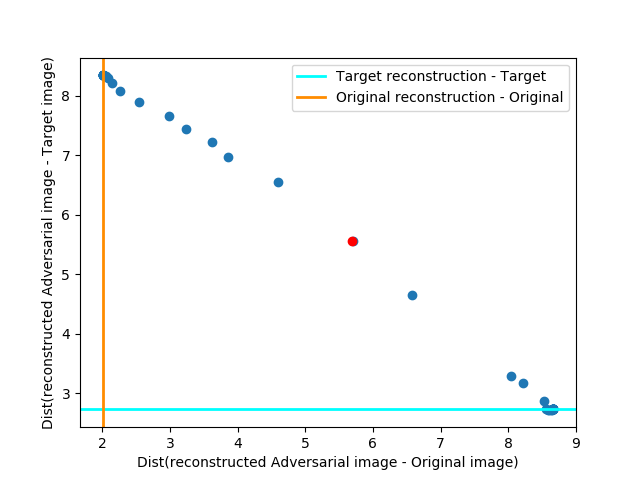 Target reconstruction - Target
Original reconstruction - Original
Dist(reconstructed Adversarial image - Target image)
8
7
6
5
4
3
2 3 4 5 6 7 8 9
Dist(reconstructed Adversarial image - Original image)